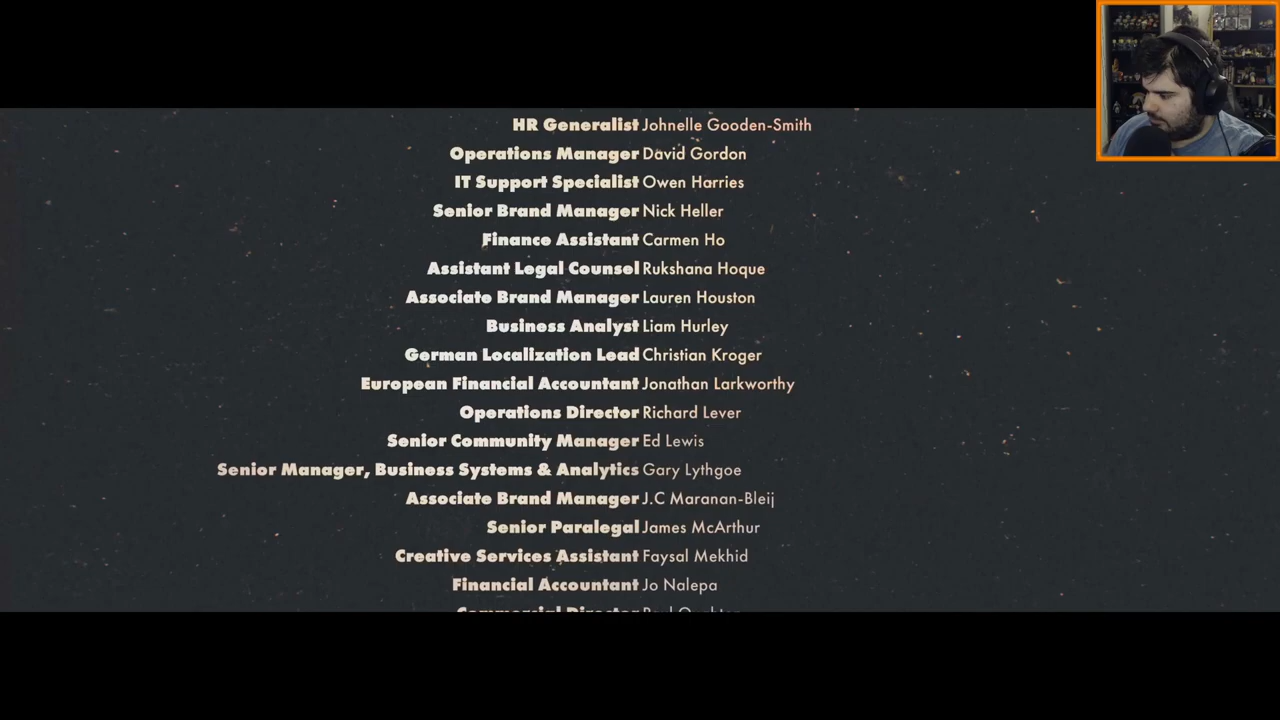 HR Generalist Johnelle Gooden-Smith
Operations Manager David Gordon
IT Support Specialist Owen Harries
Senior Brand Manager Nick Heller
Finance Assistant Carmen Ho
Assistant Legal Counsel Rukshana Hoque
Associate Brand Manager Lauren Houston
Business Analyst Liam Hurley
German Localization Lead Christian Kroger
European Financial Accountant Jonathan Larkworthy
Operations Director Richard Lever
Senior Community Manager Ed Lewis
Senior Manager, Business Systems & Analytics Gary Lythgoe
Associate Brand Manager J.C Maranan-Bleij
Senior Paralegal James McArthur
Creative Services Assistant Faysal Mekhid
Financial Accountant Jo Nalepa
Commercial Director